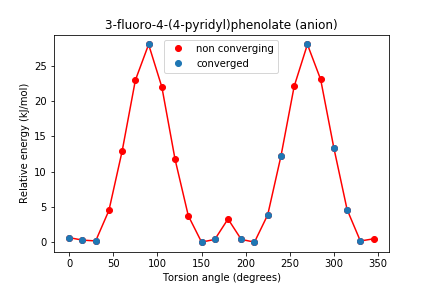 3-fluoro-4-(4-pyridyl)phenolate (anion)
non converging
converged
Relative energy (kJ/mol)
25
20
15
10
5
0
0 50 100 150 200 250 300 350
Torsion angle (degrees)